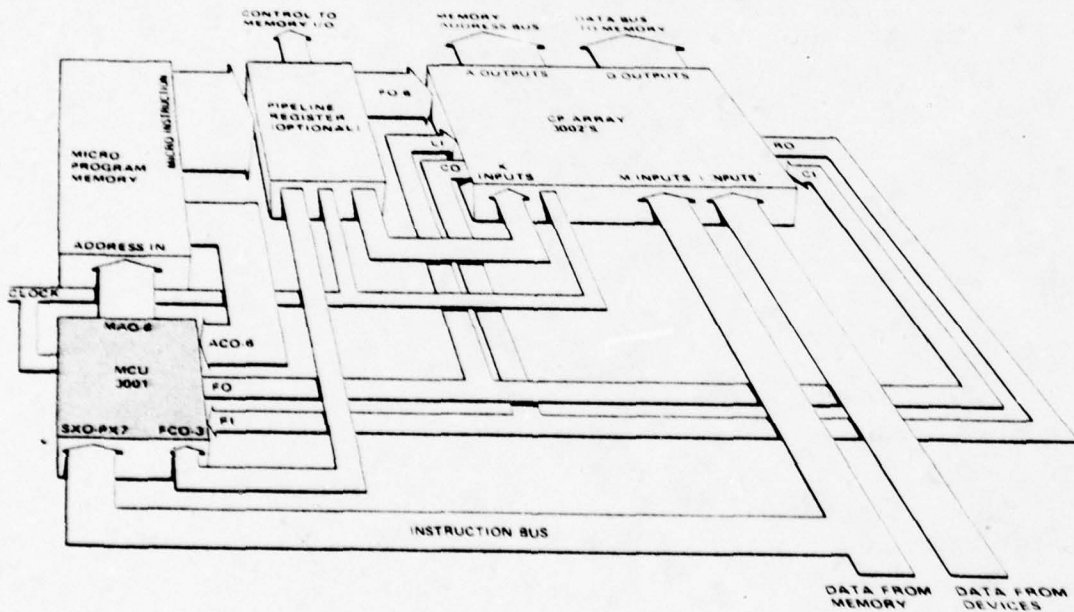 CONTROL TO
MEMORY I/O
MEMORY
ADDRESS BUS
DATA BUS
TO MEMORY
MICRO INSTRUCTION
MICRO
PROGRAM
MEMORY
ADDRESS IN
PIPELINE
REGISTER
(OPTIONAL)
FO-6
A OUTPUTS
D OUTPUTS
CP ARRAY
3002'S
LI
CO
K
INPUTS
M INPUTS
I INPUTS
RO
CI
CLOCK
MAO-8
MCU
3001
ACO-6
FO
FI
SXO-PX7
FCO-3
INSTRUCTION BUS
DATA FROM
MEMORY
DATA FROM
DEVICES